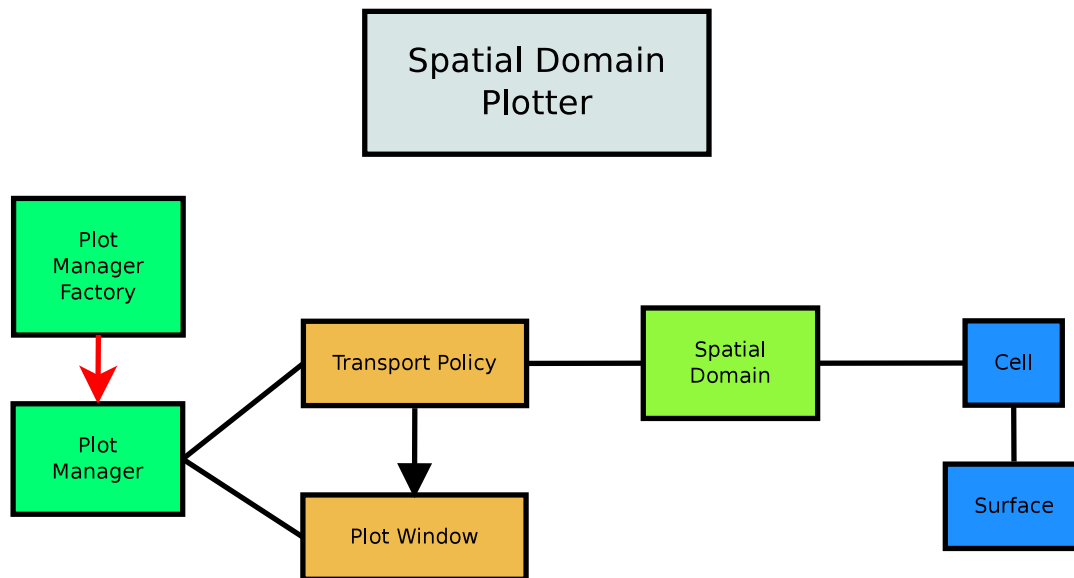 Spatial Domain
Plotter
Plot
Manager
Factory
Plot
Manager
Transport Policy
Plot Window
Spatial
Domain
Cell
Surface